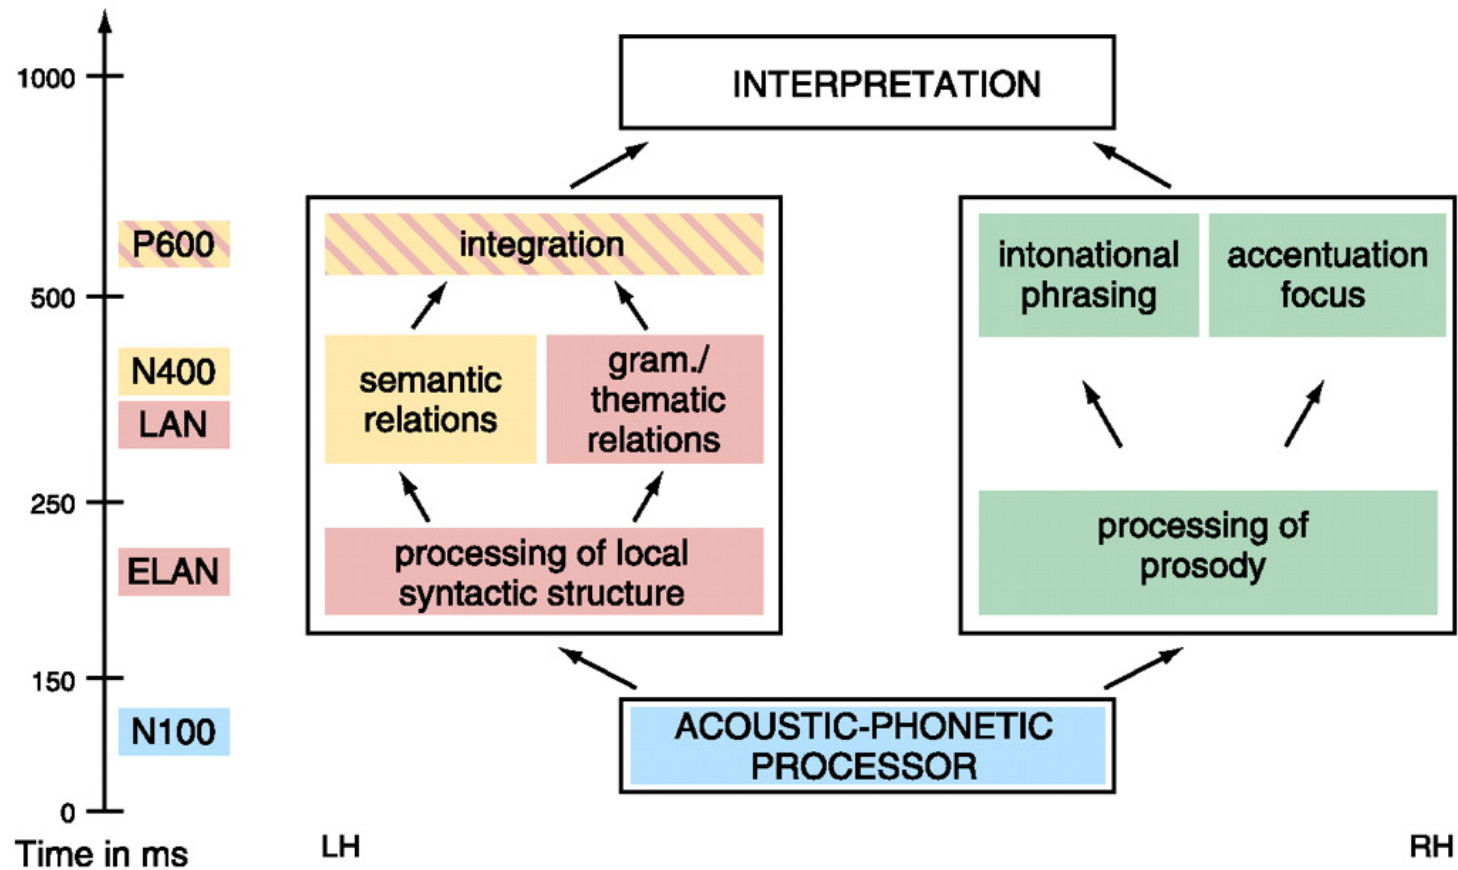 1000
P600
500
N400
LAN
250
ELAN
150
N100
0
Time in ms
INTERPRETATION
integration
semantic
relations
gram./
thematic
relations
processing of local
syntactic structure
intonational
phrasing
accentuation
focus
processing of
prosody
ACOUSTIC-PHONETIC
PROCESSOR
LH
RH